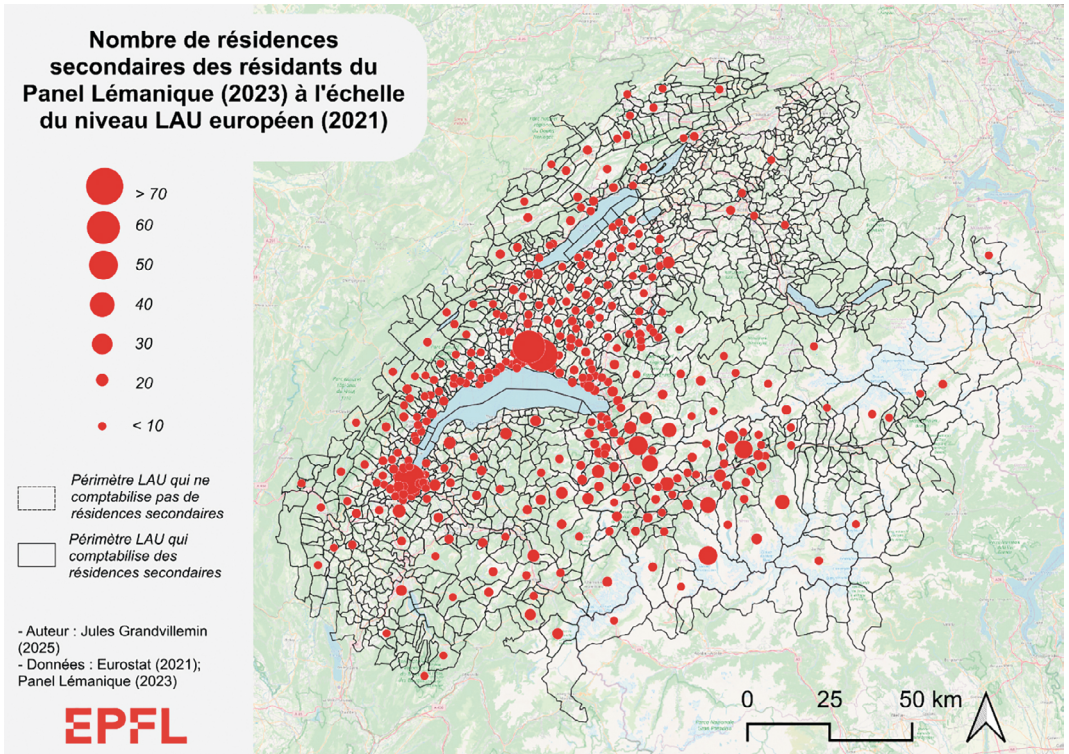 Nombre de résidences
secondaires des résidants du
Panel Lémanique (2023) à l'échelle
du niveau LAU européen (2021)
> 70
60
50
40
30
20
< 10
Périmètre LAU qui ne
comptabilise pas de
résidences secondaires
Périmètre LAU qui
comptabilise des
résidences secondaires
- Auteur : Jules Grandvillemin
(2025)
- Données : Eurostat (2021);
Panel Lémanique (2023)
EPFL
0 25 50 km